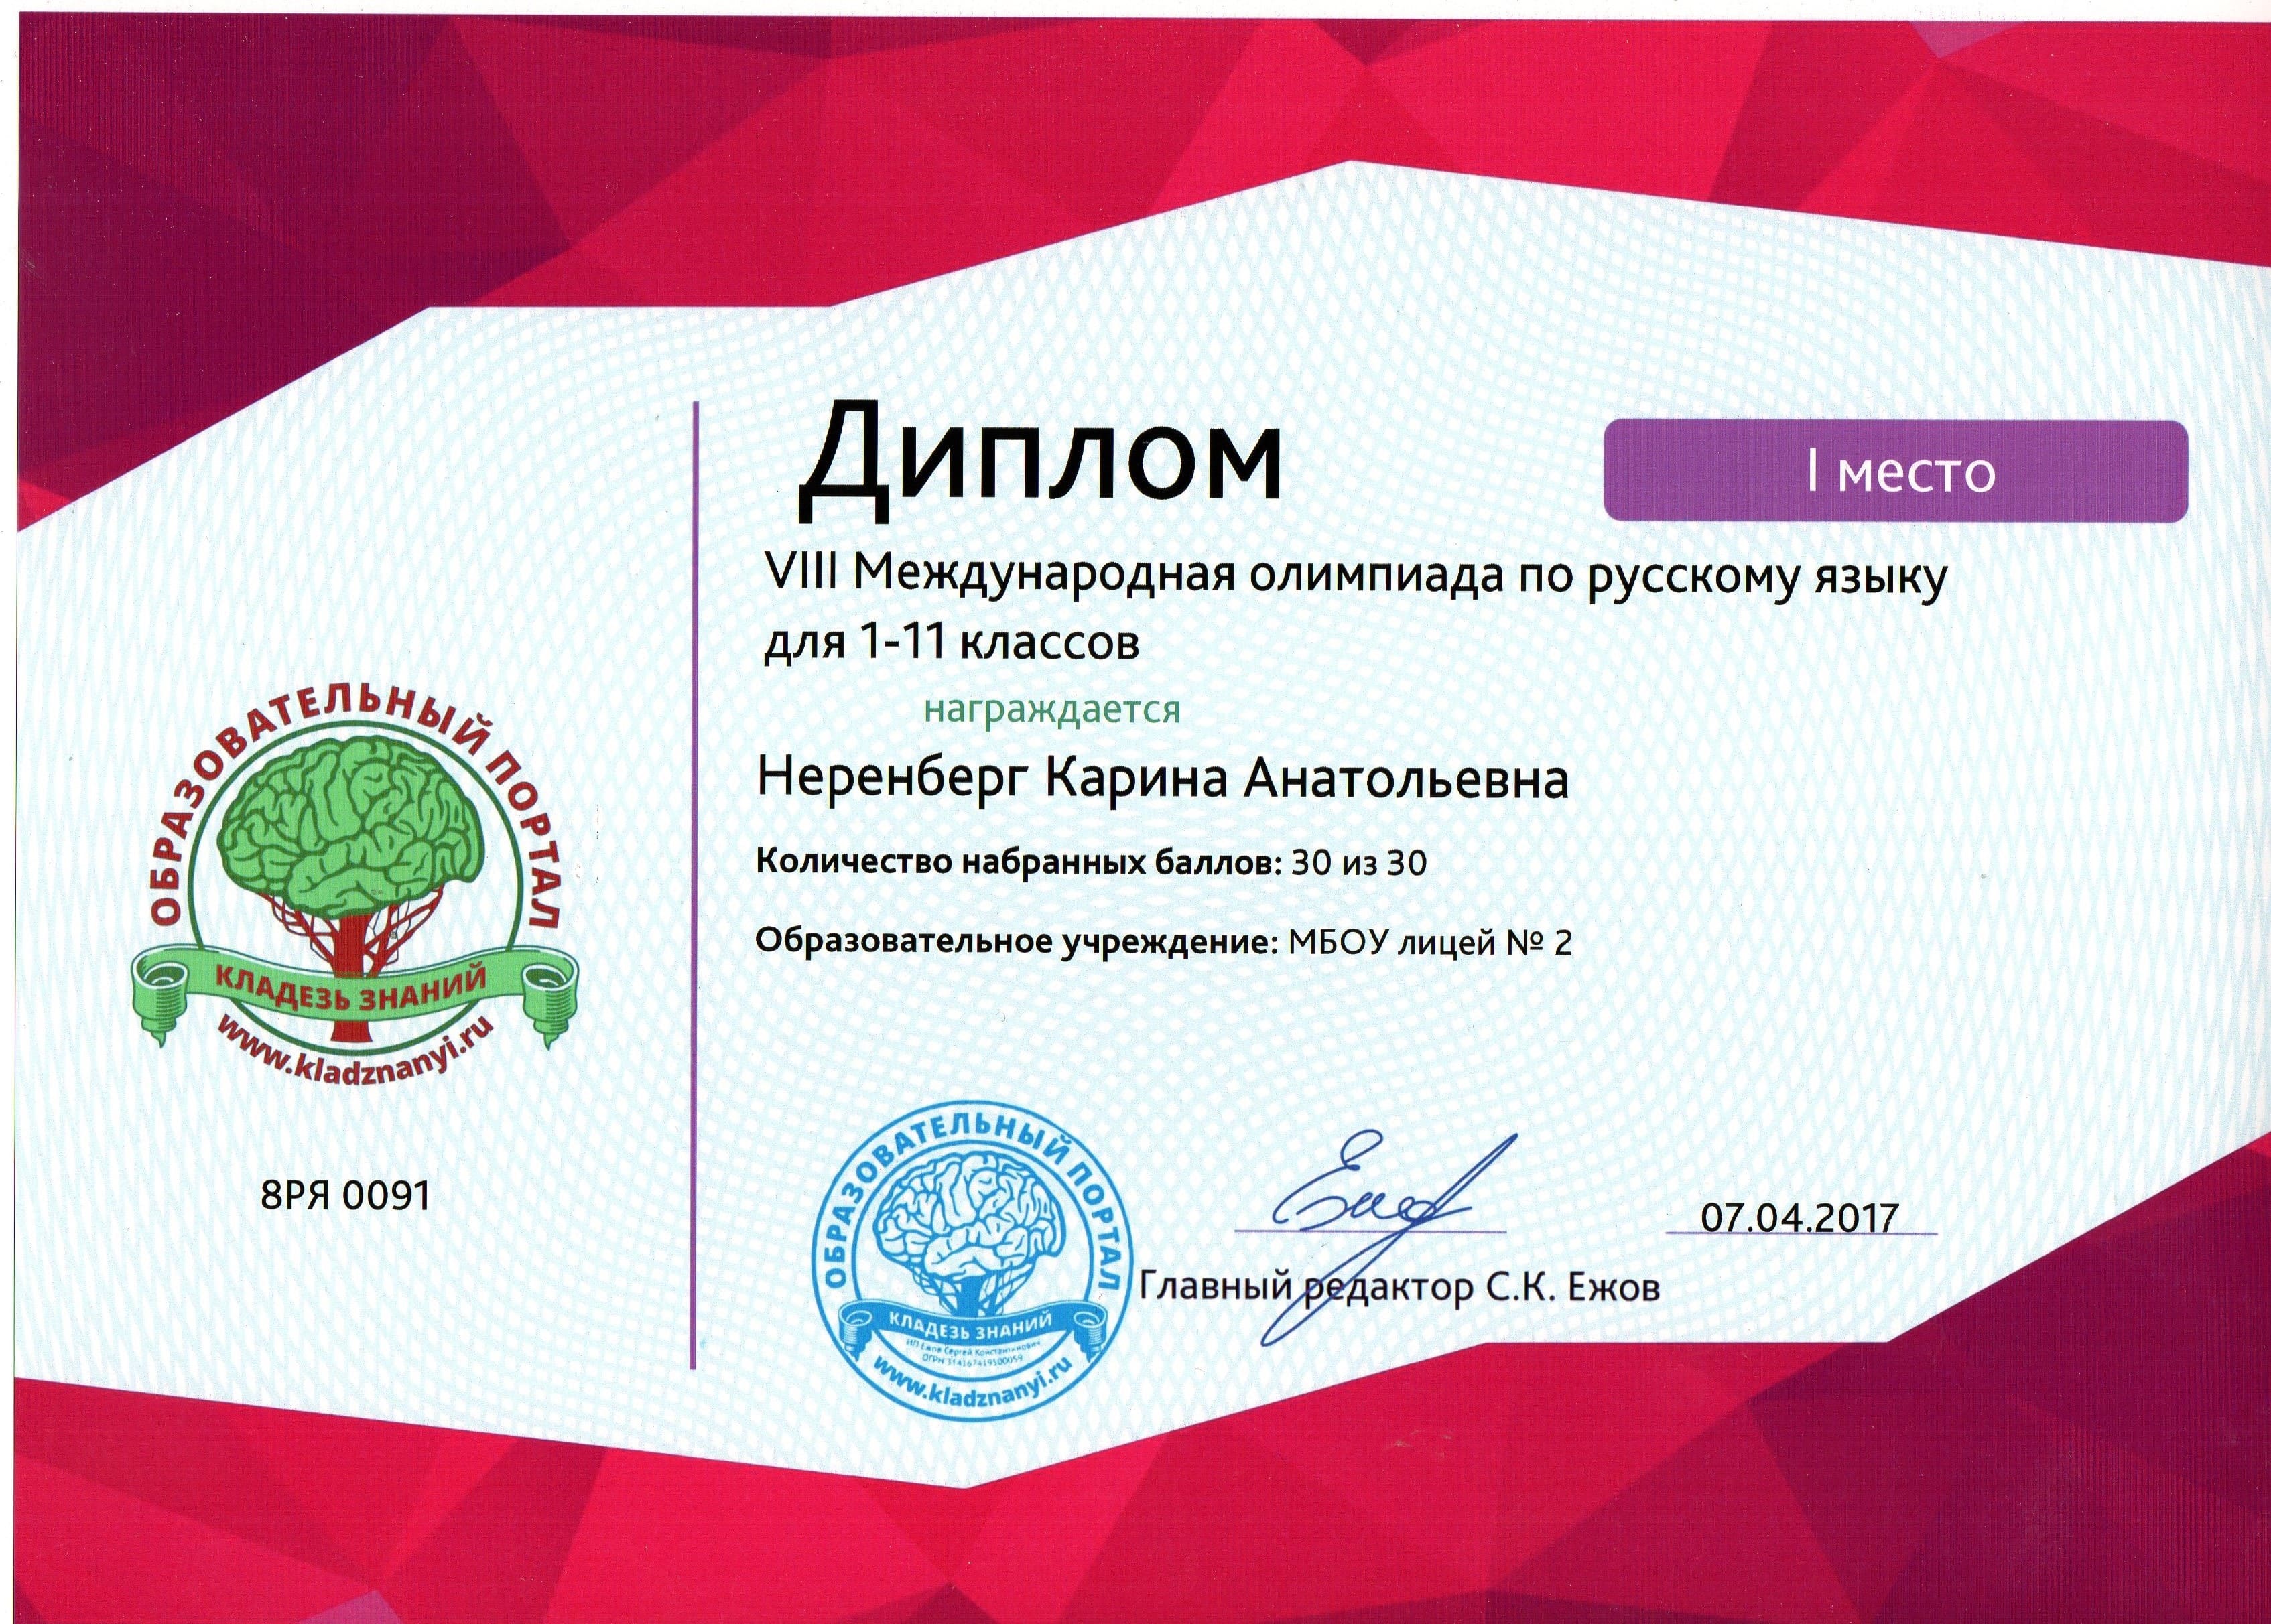 Диплом
I место
VIII Международная олимпиада по русскому языку
для 1-11 классов
награждается
Неренберг Карина Анатольевна
Количество набранных баллов: 30 из 30
Образовательное учреждение: МБОУ лицей № 2
ОБРАЗОВАТЕЛЬНЫЙ ПОРТАЛ
КЛАДЕЗЬ ЗНАНИЙ
www.kladznanyi.ru
8РЯ 0091
ОБРАЗОВАТЕЛЬНЫЙ ПОРТАЛ
КЛАДЕЗЬ ЗНАНИЙ
ИП Ежов Сергей Константинович
ОГРН 314167419500059
www.kladznanyi.ru
07.04.2017
Главный редактор С.К. Ежов